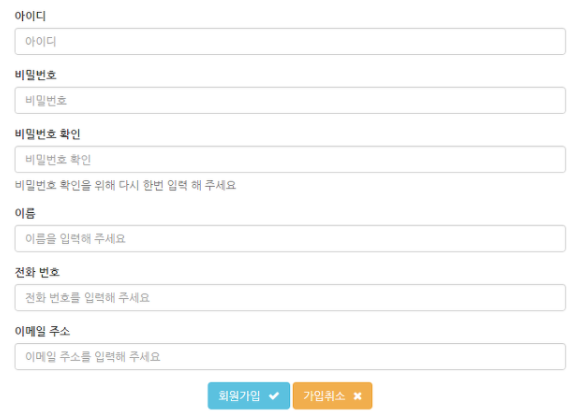 아이디
아이디
비밀번호
비밀번호
비밀번호 확인
비밀번호 확인
비밀번호 확인을 위해 다시 한번 입력 해 주세요
이름
이름을 입력해 주세요
전화 번호
전화 번호를 입력해 주세요
이메일 주소
이메일 주소를 입력해 주세요
회원가입 ✔ 가입취소 ✖